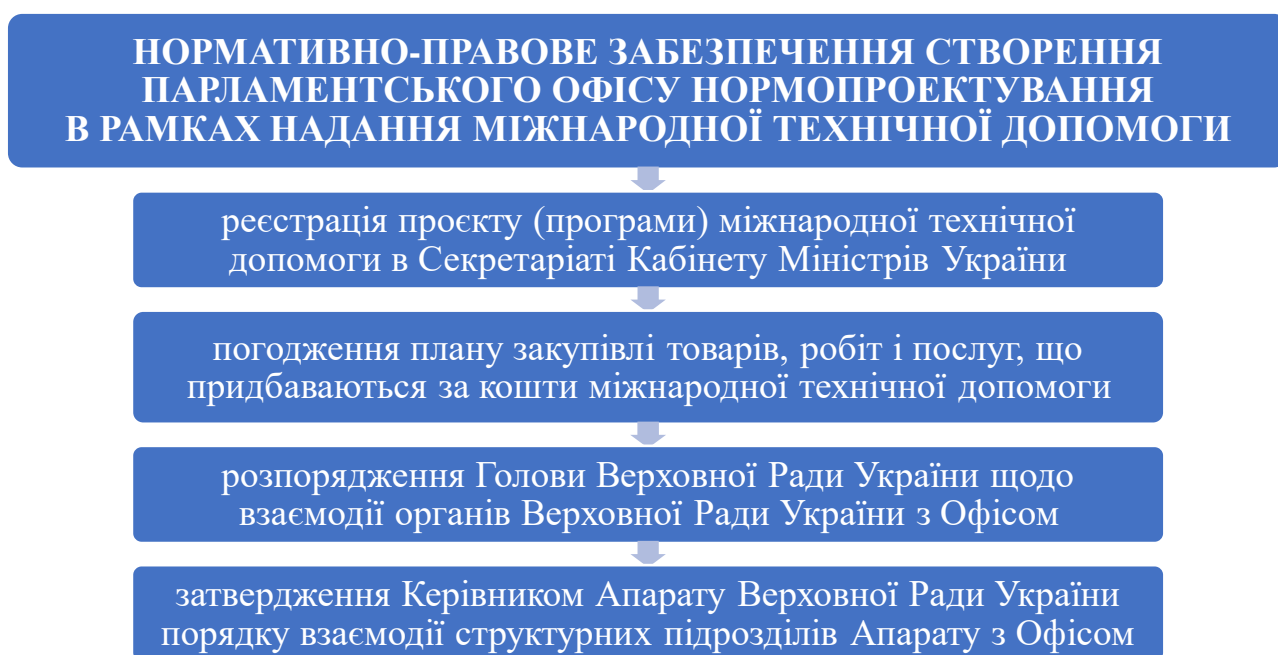 НОРМАТИВНО-ПРАВОВЕ ЗАБЕЗПЕЧЕННЯ СТВОРЕННЯ
ПАРЛАМЕНТСЬКОГО ОФІСУ НОРМОПРОЕКТУВАННЯ
В РАМКАХ НАДАННЯ МІЖНАРОДНОЇ ТЕХНІЧНОЇ ДОПОМОГИ
реєстрація проєкту (програми) міжнародної технічної
допомоги в Секретаріаті Кабінету Міністрів України
погодження плану закупівлі товарів, робіт і послуг, що
придбаваються за кошти міжнародної технічної допомоги
розпорядження Голови Верховної Ради України щодо
взаємодії органів Верховної Ради України з Офісом
затвердження Керівником Апарату Верховної Ради України
порядку взаємодії структурних підрозділів Апарату з Офісом